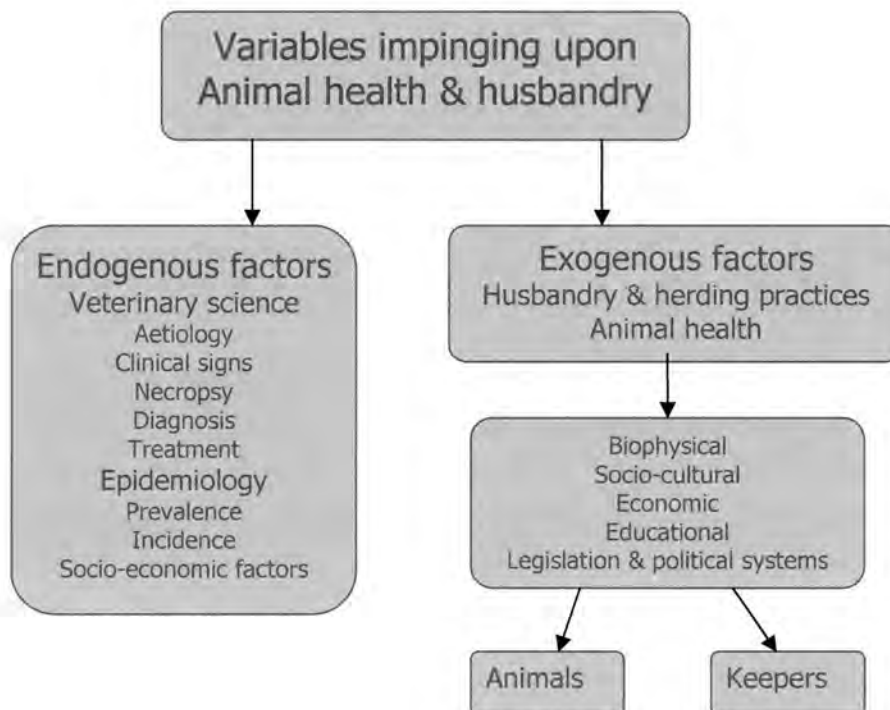 Variables impinging upon
Animal health & husbandry
Endogenous factors
Veterinary science
Aetiology
Clinical signs
Necropsy
Diagnosis
Treatment
Epidemiology
Prevalence
Incidence
Socio-economic factors
Exogenous factors
Husbandry & herding practices
Animal health
Biophysical
Socio-cultural
Economic
Educational
Legislation & political systems
Animals
Keepers